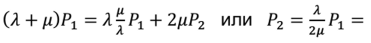 (λ + μ)P₁ = λ μ/λ P₁ + 2μP₂ или P₂ = λ/2μ P₁ =